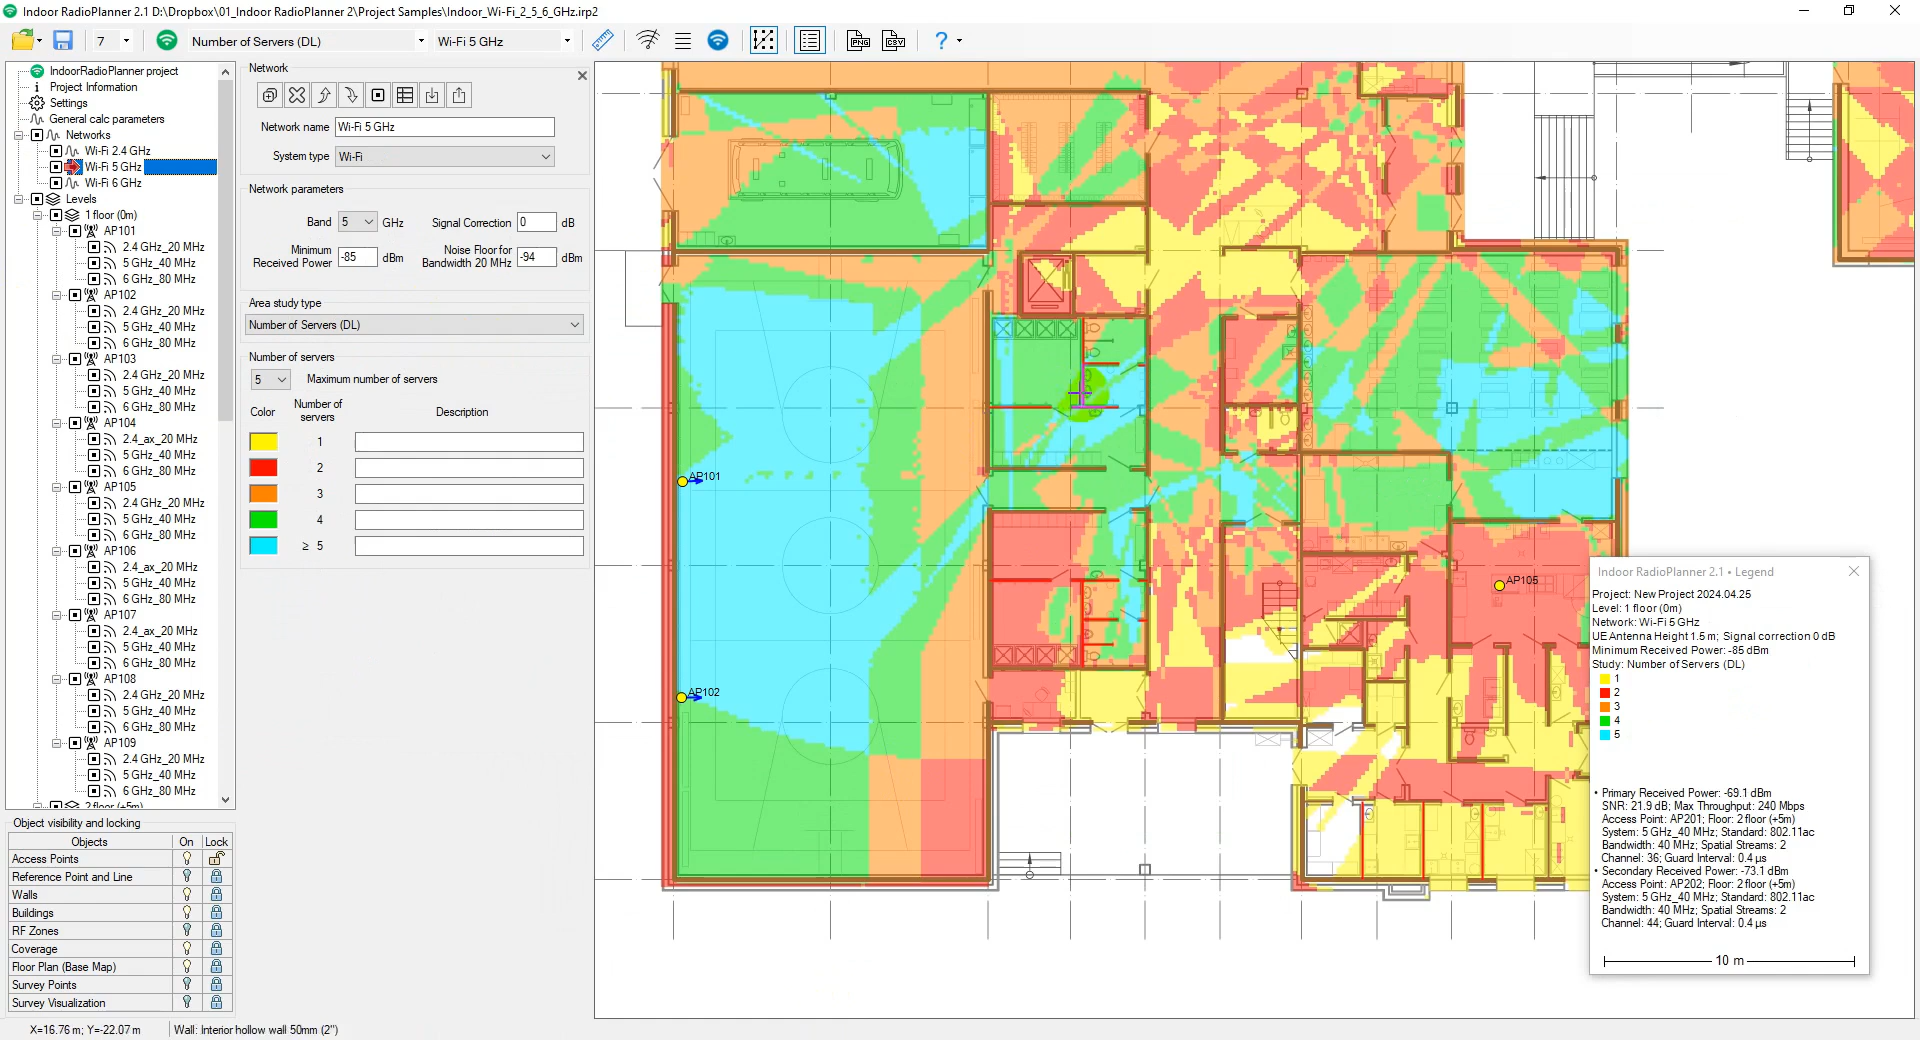 Indoor RadioPlanner 2.1 D:\Dropbox\01_Indoor RadioPlanner 2\Project Samples\Indoor_Wi-Fi_2_5_6_GHz.irp2
7
Number of Servers (DL)
Wi-Fi 5 GHz
PNG
CSV
?
IndoorRadioPlanner project
Project Information
Settings
General calc parameters
Networks
Wi-Fi 2.4 GHz
Wi-Fi 5 GHz
Wi-Fi 6 GHz
Levels
1 floor (0m)
AP101
2.4 GHz_20 MHz
5 GHz_40 MHz
6 GHz_80 MHz
AP102
2.4 GHz_20 MHz
5 GHz_40 MHz
6 GHz_80 MHz
AP103
2.4 GHz_20 MHz
5 GHz_40 MHz
6 GHz_80 MHz
AP104
2.4_ax_20 MHz
5 GHz_40 MHz
6 GHz_80 MHz
AP105
2.4 GHz_20 MHz
5 GHz_40 MHz
6 GHz_80 MHz
AP106
2.4_ax_20 MHz
5 GHz_40 MHz
6 GHz_80 MHz
AP107
2.4_ax_20 MHz
5 GHz_40 MHz
6 GHz_80 MHz
AP108
2.4 GHz_20 MHz
5 GHz_40 MHz
6 GHz_80 MHz
AP109
2.4 GHz_20 MHz
5 GHz_40 MHz
6 GHz_80 MHz
2 floor (+5m)
Object visibility and locking
Objects On Lock
Access Points
Reference Point and Line
Walls
Buildings
RF Zones
Coverage
Floor Plan (Base Map)
Survey Points
Survey Visualization
Network
Network name Wi-Fi 5 GHz
System type Wi-Fi
Network parameters
Band 5 GHz Signal Correction 0 dB
Minimum Received Power -85 dBm Noise Floor for Bandwidth 20 MHz -94 dBm
Area study type
Number of Servers (DL)
Number of servers
5 Maximum number of servers
Color Number of servers Description
1
2
3
4
≥ 5
AP101
AP102
AP105
Indoor RadioPlanner 2.1 • Legend
Project: New Project 2024.04.25
Level: 1 floor (0m)
Network: Wi-Fi 5 GHz
UE Antenna Height 1.5 m; Signal correction 0 dB
Minimum Received Power: -85 dBm
Study: Number of Servers (DL)
1
2
3
4
5
• Primary Received Power: -69.1 dBm
SNR: 21.9 dB; Max Throughput: 240 Mbps
Access Point: AP201; Floor: 2 floor (+5m)
System: 5 GHz_40 MHz; Standard: 802.11ac
Bandwidth: 40 MHz; Spatial Streams: 2
Channel: 36; Guard Interval: 0.4 µs
• Secondary Received Power: -73.1 dBm
Access Point: AP202; Floor: 2 floor (+5m)
System: 5 GHz_40 MHz; Standard: 802.11ac
Bandwidth: 40 MHz; Spatial Streams: 2
Channel: 44; Guard Interval: 0.4 µs
10 m
X=16.76 m; Y=-22.07 m
Wall: Interior hollow wall 50mm (2")